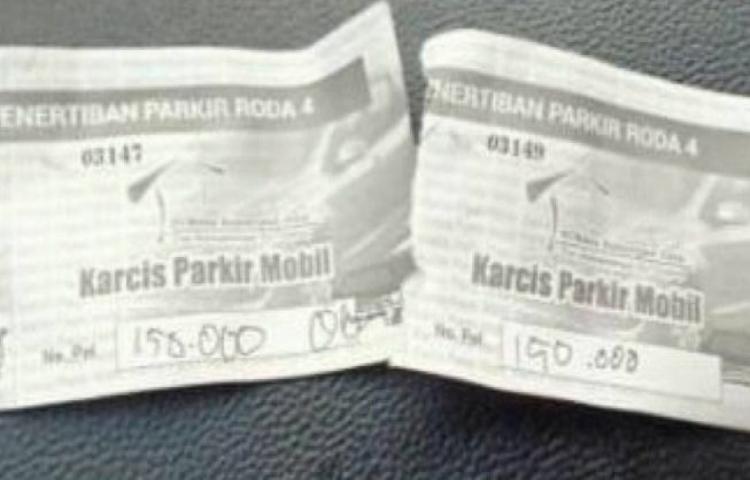 ENERTIBAN PARKIR RODA 4
03147
Karcis Parkir Mobil
No. Pol.
150.000
NERTIBAN PARKIR RODA 4
03149
Karcis Parkir Mobil
No. Pol.
150.000